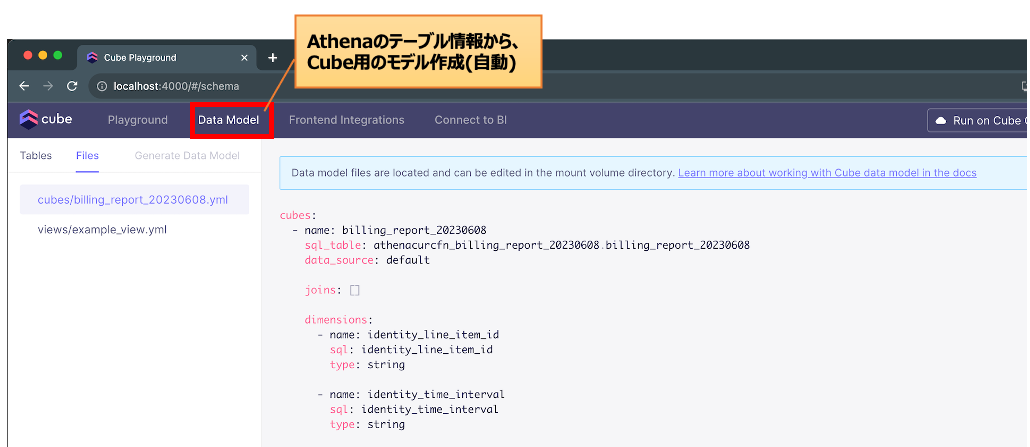 Athenaのテーブル情報から、
Cube用のモデル作成(自動)
Cube Playground
localhost:4000/#/schema
cube
Playground
Data Model
Frontend Integrations
Connect to BI
Run on Cube
Tables
Files
Generate Data Model
cubes/billing_report_20230608.yml
views/example_view.yml
Data model files are located and can be edited in the mount volume directory. Learn more about working with Cube data model in the docs
cubes:
- name: billing_report_20230608
sql_table: athenacurcfn_billing_report_20230608.billing_report_20230608
data_source: default
joins: []
dimensions:
- name: identity_line_item_id
sql: identity_line_item_id
type: string
- name: identity_time_interval
sql: identity_time_interval
type: string